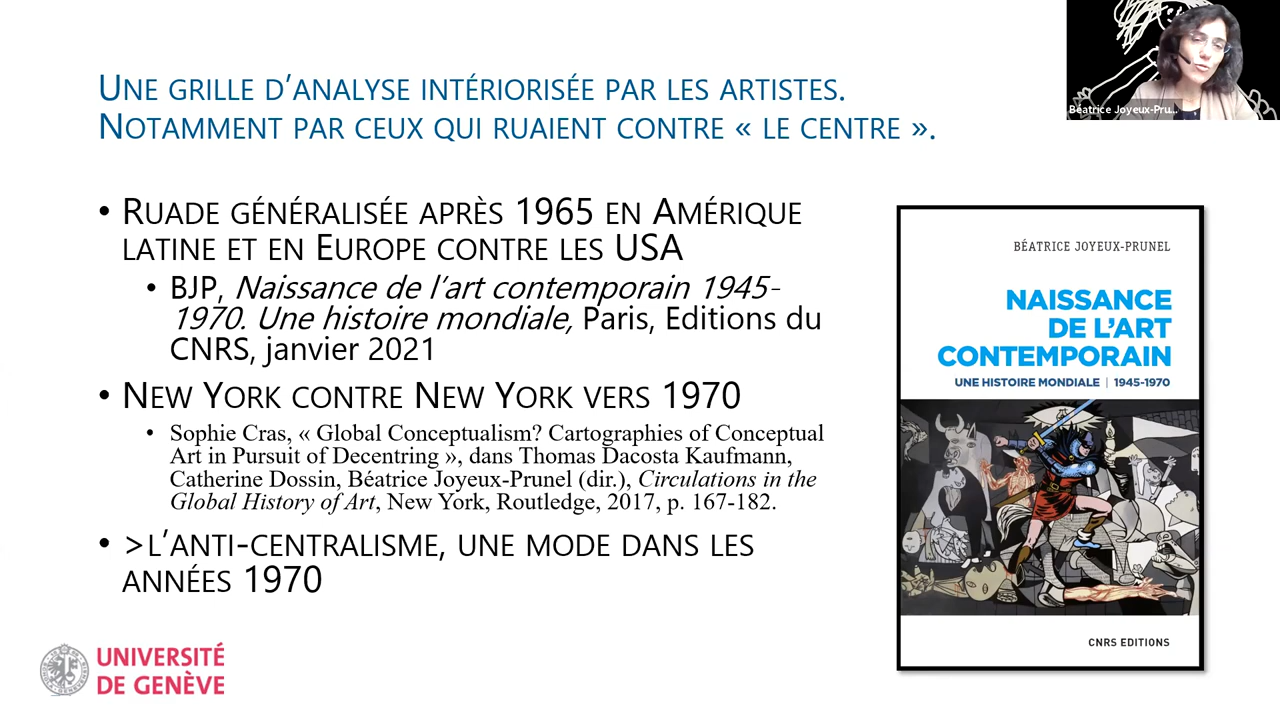 Une grille d'analyse intériorisée par les artistes.
Notamment par ceux qui ruaient contre « le centre ».
Béatrice Joyeux-Pru...
• Ruade généralisée après 1965 en Amérique
latine et en Europe contre les USA
• BJP, Naissance de l'art contemporain 1945-
1970. Une histoire mondiale, Paris, Editions du
CNRS, janvier 2021
• New York contre New York vers 1970
• Sophie Cras, « Global Conceptualism? Cartographies of Conceptual
Art in Pursuit of Decentring », dans Thomas Dacosta Kaufmann,
Catherine Dossin, Béatrice Joyeux-Prunel (dir.), Circulations in the
Global History of Art, New York, Routledge, 2017, p. 167-182.
• >l'anti-centralisme, une mode dans les
années 1970
BÉATRICE JOYEUX-PRUNEL
NAISSANCE
DE L'ART
CONTEMPORAIN
UNE HISTOIRE MONDIALE | 1945-1970
CNRS EDITIONS
UNIVERSITÉ
DE GENÈVE